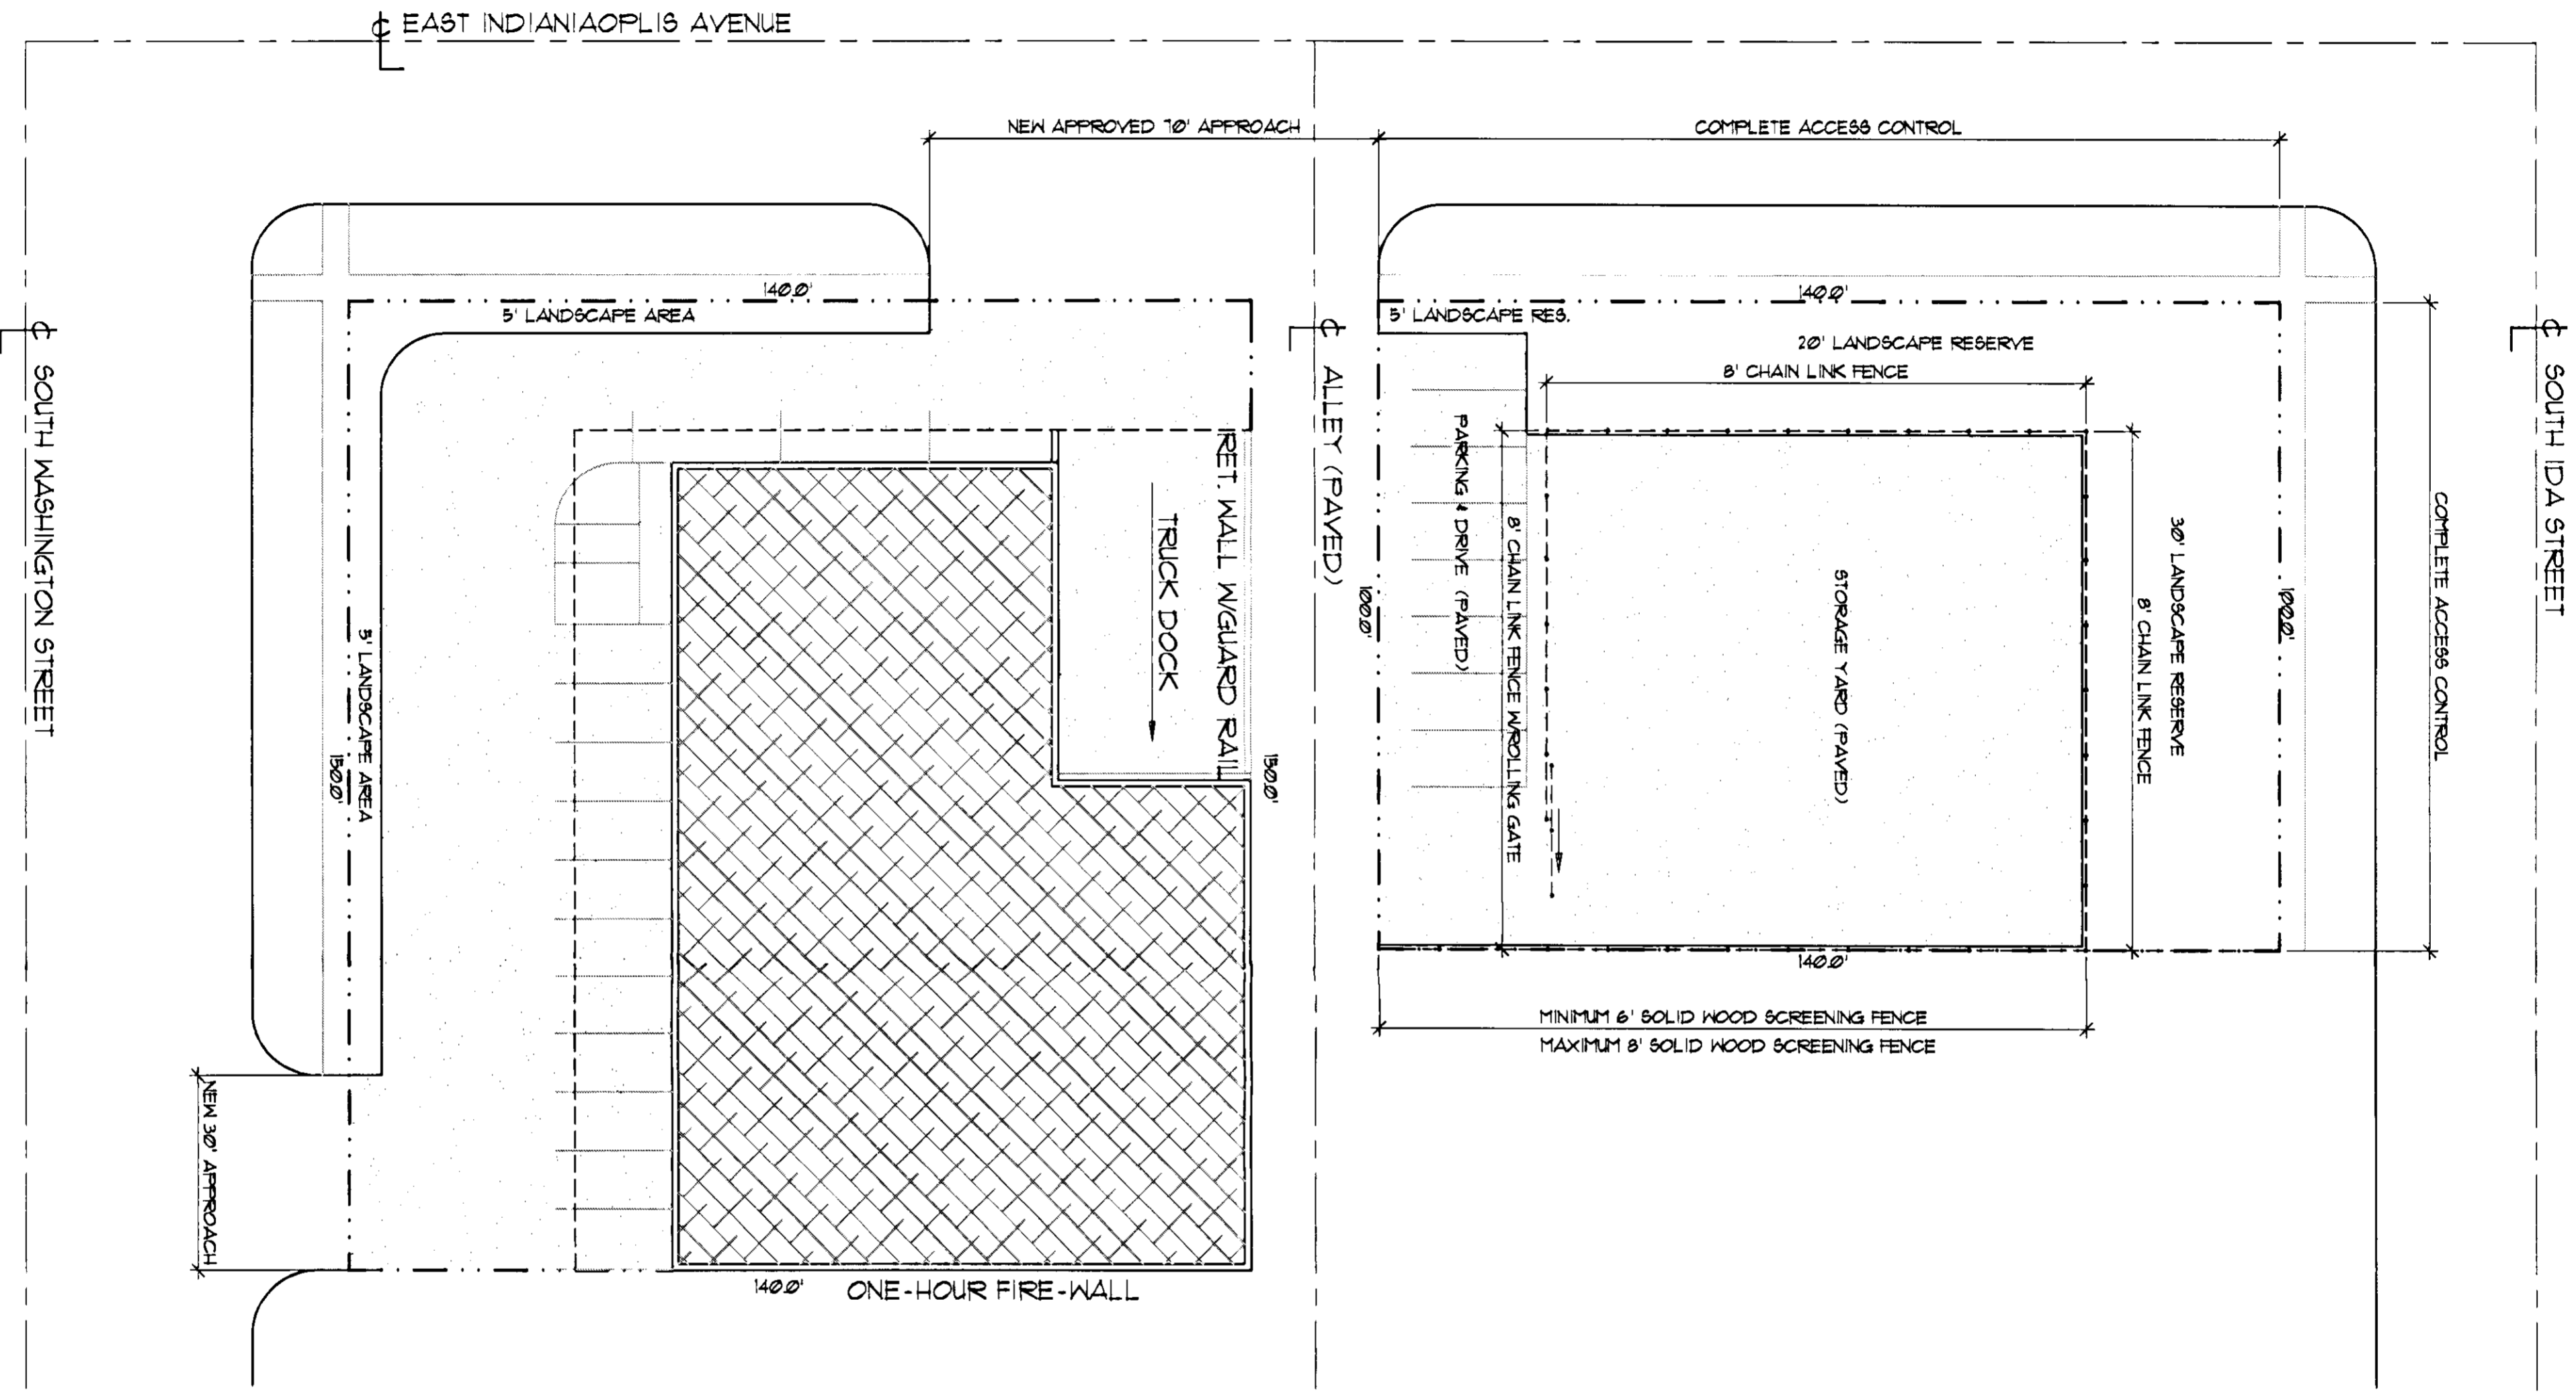 ℄ EAST INDIANIAOPLIS AVENUE
NEW APPROVED 70' APPROACH
COMPLETE ACCESS CONTROL
140.0'
5' LANDSCAPE AREA
140.0'
5' LANDSCAPE RES.
20' LANDSCAPE RESERVE
8' CHAIN LINK FENCE
℄ SOUTH WASHINGTON STREET
5' LANDSCAPE AREA
150.0'
TRUCK DOCK
RET. WALL W/GUARD RAIL
150.0'
℄ ALLEY (PAVED)
100.0'
PARKING & DRIVE (PAVED)
8' CHAIN LINK FENCE W/ROLLING GATE
STORAGE YARD (PAVED)
8' CHAIN LINK FENCE
30' LANDSCAPE RESERVE
100.0'
COMPLETE ACCESS CONTROL
℄ SOUTH IDA STREET
140.0'
MINIMUM 6' SOLID WOOD SCREENING FENCE
MAXIMUM 8' SOLID WOOD SCREENING FENCE
NEW 30' APPROACH
140.0'
ONE-HOUR FIRE-WALL